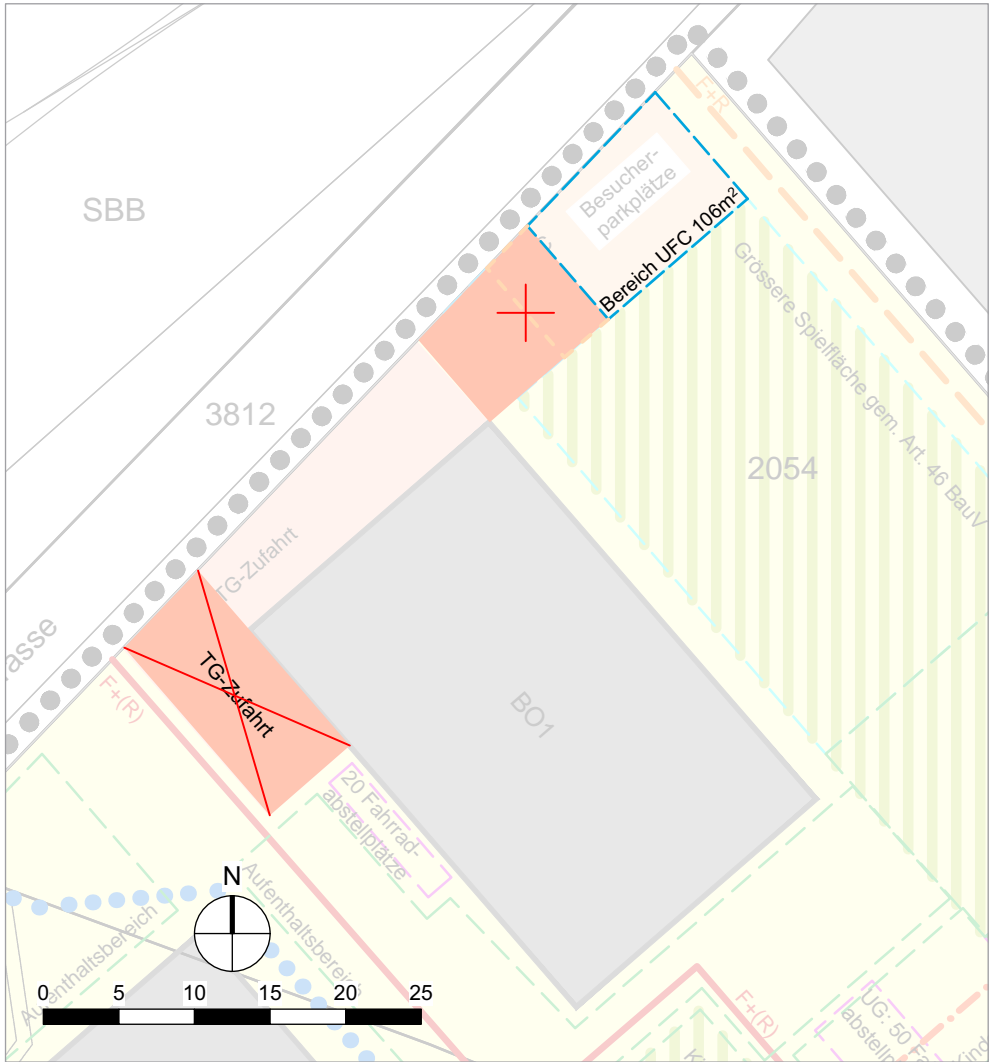 F+R
SBB
Besucher-
parkplätze
Bereich UFC 106m²
Grössere Spielfläche gem. Art. 46 BauV
3812
2054
TG-Zufahrt
asse
TG-Zufahrt
F+(R)
BO1
20 Fahrrad-
abstellplätze
N
Aufenthaltsbereich
Aufenthaltsbereich
F+(R)
0 5 10 15 20 25
UG: 50 F
abstellp